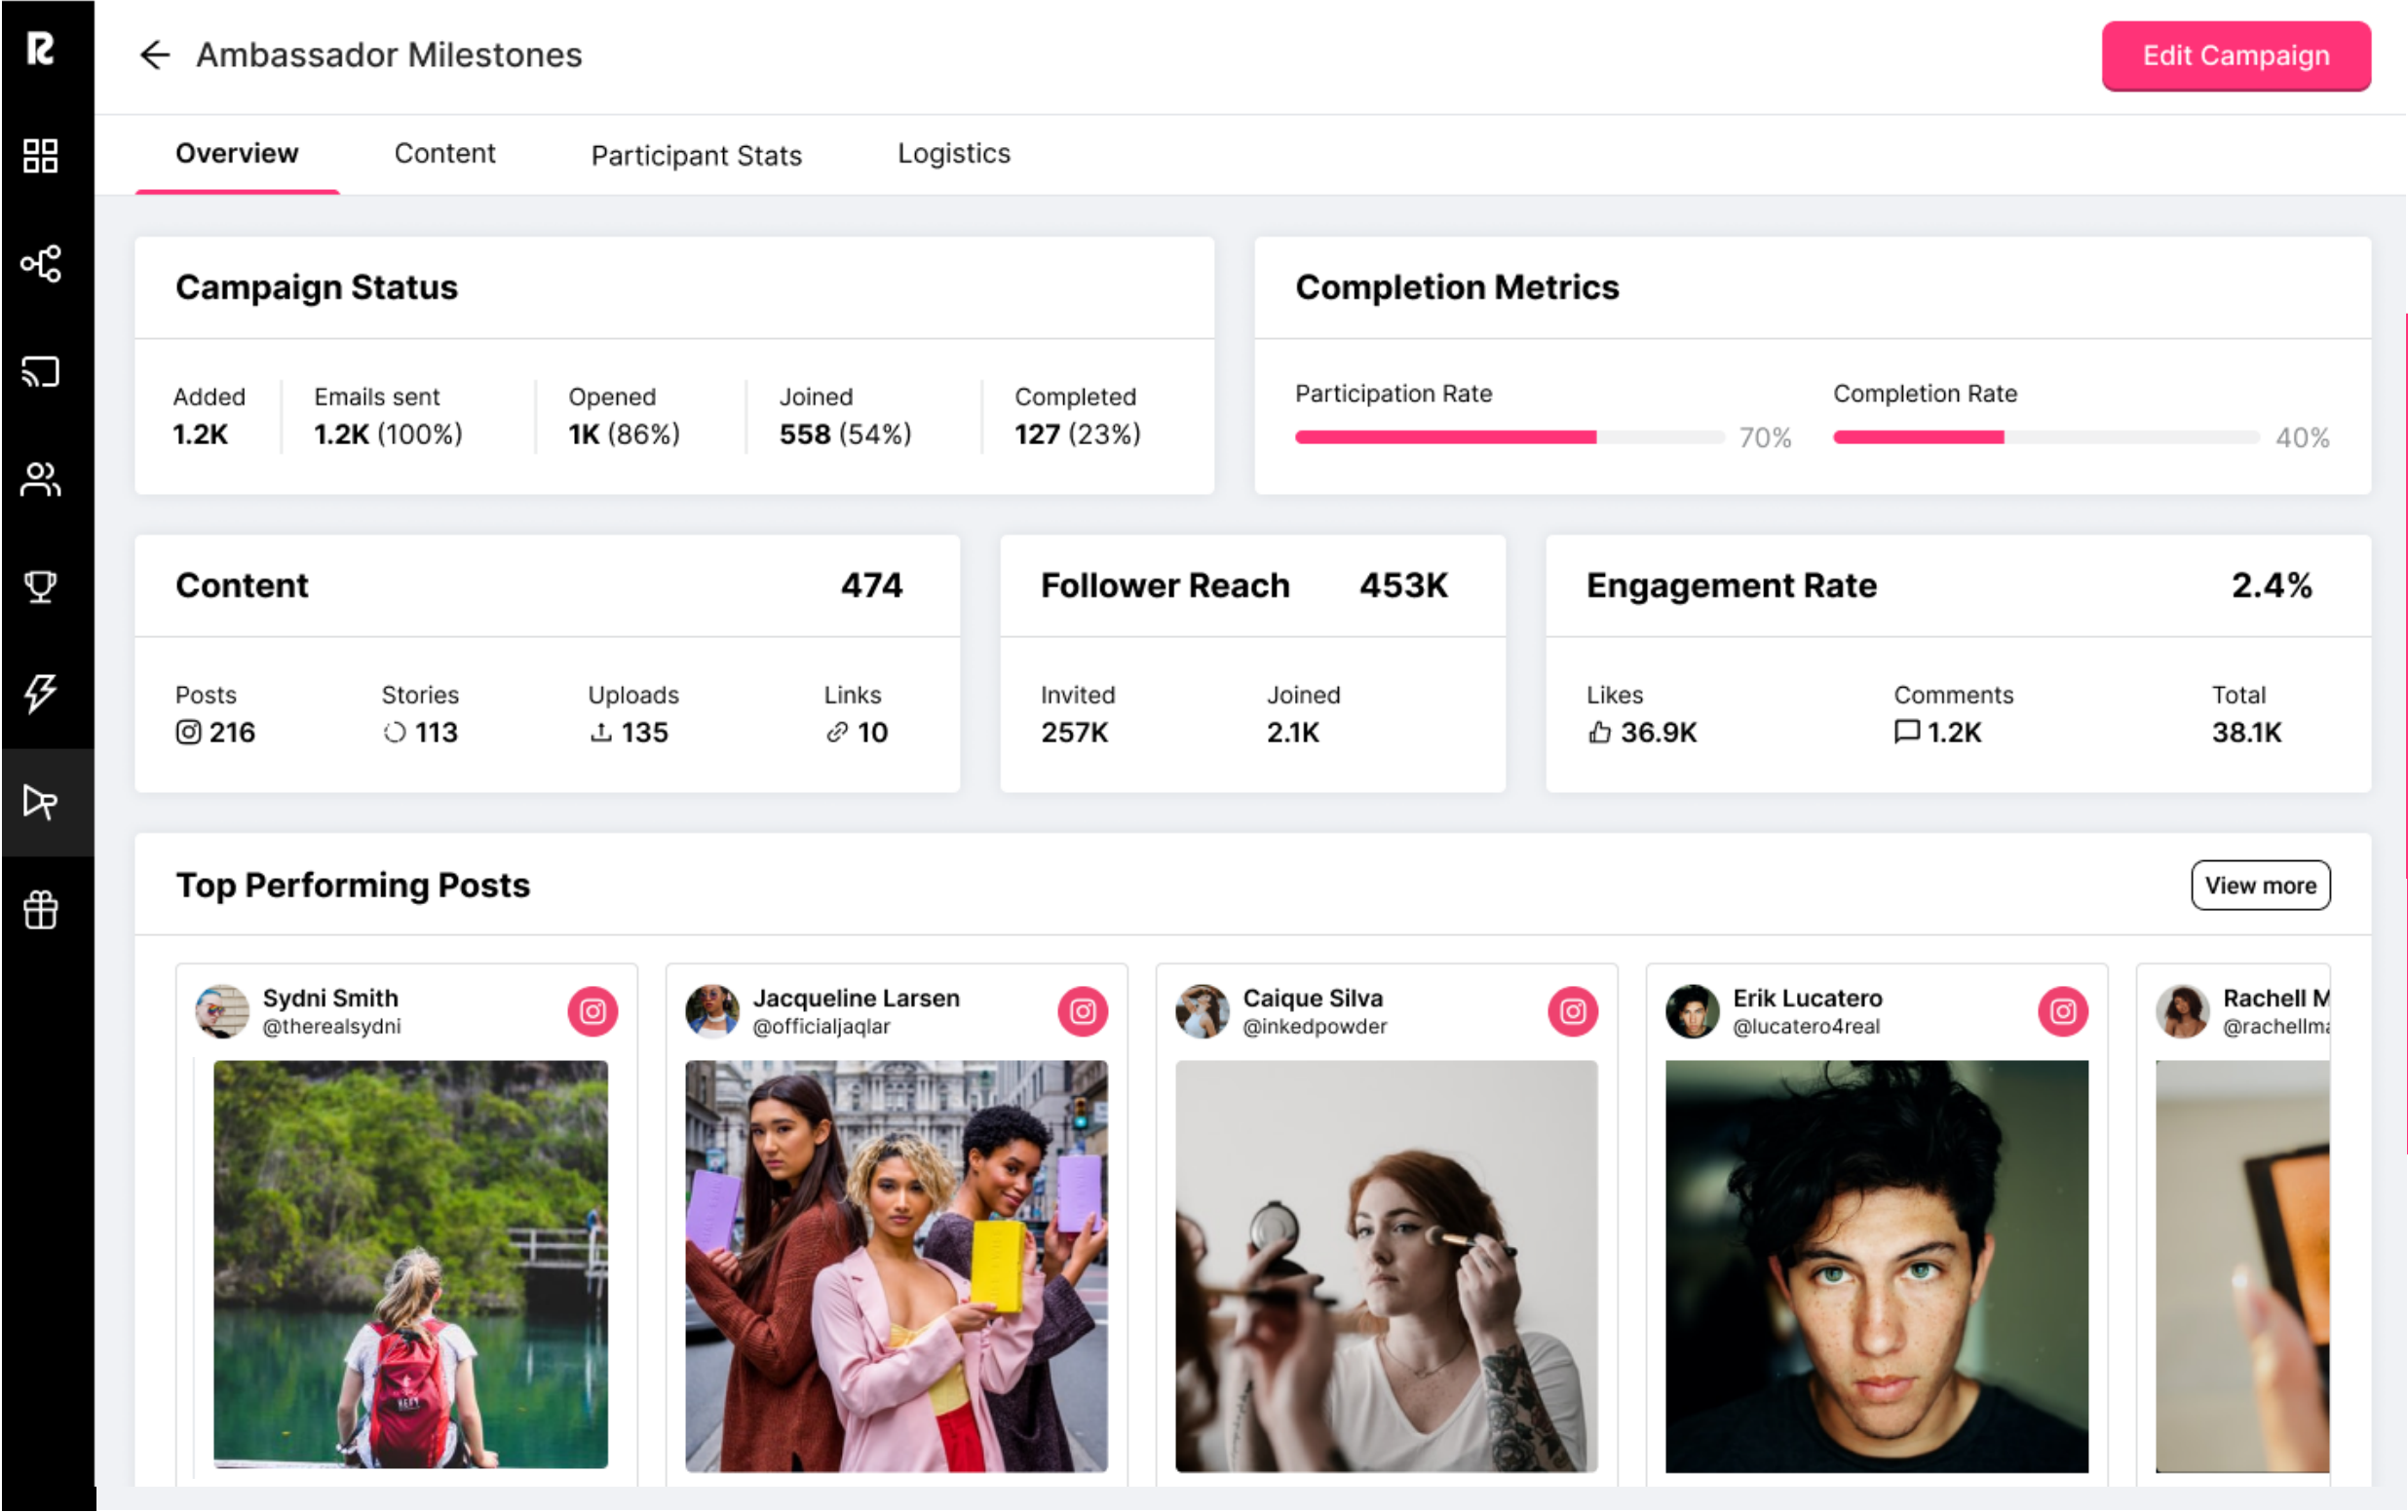 R
Ambassador Milestones
Edit Campaign
Overview Content Participant Stats Logistics
Campaign Status
Added Emails sent Opened Joined Completed
1.2K 1.2K (100%) 1K (86%) 558 (54%) 127 (23%)
Completion Metrics
Participation Rate Completion Rate
70% 40%
Content 474
Posts Stories Uploads Links
216 113 135 10
Follower Reach 453K
Invited Joined
257K 2.1K
Engagement Rate 2.4%
Likes Comments Total
36.9K 1.2K 38.1K
Top Performing Posts
View more
Sydni Smith
@therealsydni
Jacqueline Larsen
@officialjaqlar
Caique Silva
@inkedpowder
Erik Lucatero
@lucatero4real
Rachell M
@rachellma